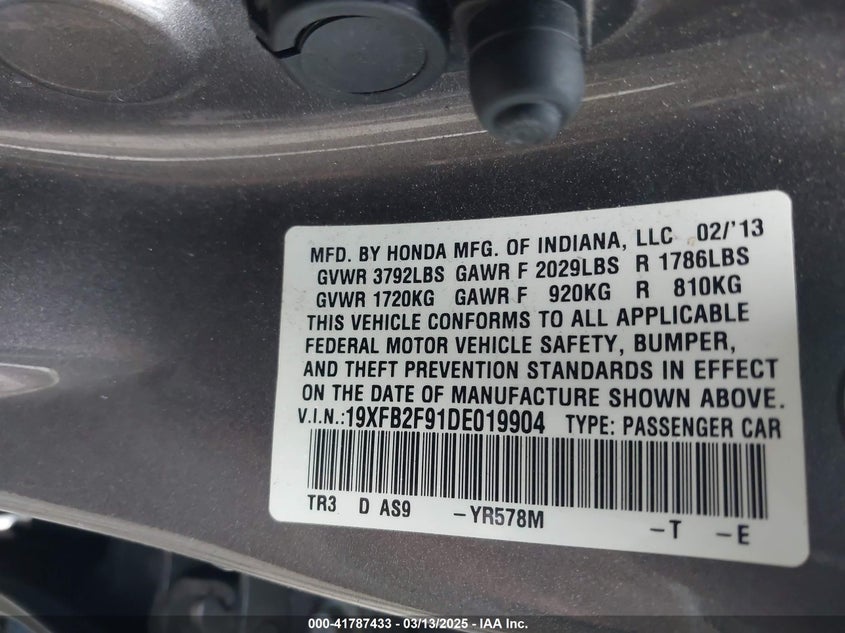 MFD. BY HONDA MFG. OF INDIANA, LLC 02/'13
GVWR 3792LBS GAWR F 2029LBS R 1786LBS
GVWR 1720KG GAWR F 920KG R 810KG
THIS VEHICLE CONFORMS TO ALL APPLICABLE
FEDERAL MOTOR VEHICLE SAFETY, BUMPER,
AND THEFT PREVENTION STANDARDS IN EFFECT
ON THE DATE OF MANUFACTURE SHOWN ABOVE.
V.I.N.:19XFB2F91DE019904 TYPE: PASSENGER CAR
TR3 D AS9 -YR578M -T -E
000-41787433 - 03/13/2025 - IAA Inc.